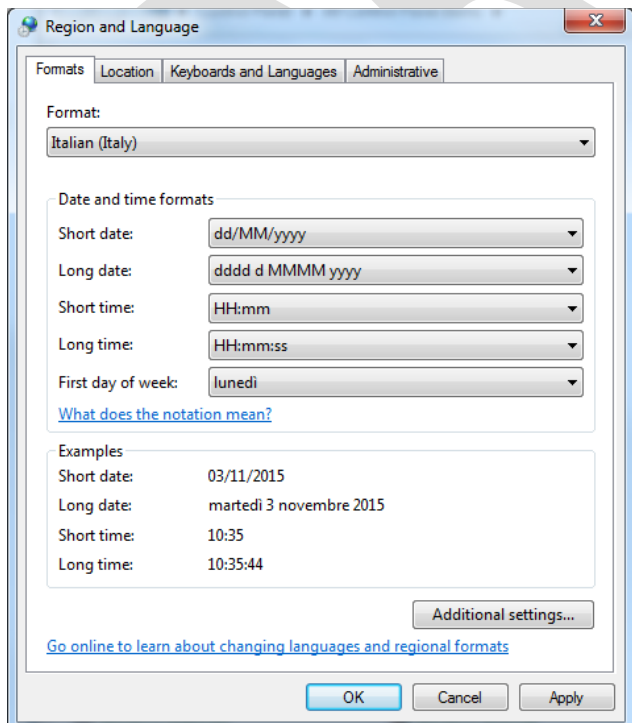 Region and Language
Formats Location Keyboards and Languages Administrative
Format:
Italian (Italy)
Date and time formats
Short date: dd/MM/yyyy
Long date: dddd d MMMM yyyy
Short time: HH:mm
Long time: HH:mm:ss
First day of week: lunedì
What does the notation mean?
Examples
Short date: 03/11/2015
Long date: martedì 3 novembre 2015
Short time: 10:35
Long time: 10:35:44
Additional settings...
Go online to learn about changing languages and regional formats
OK Cancel Apply